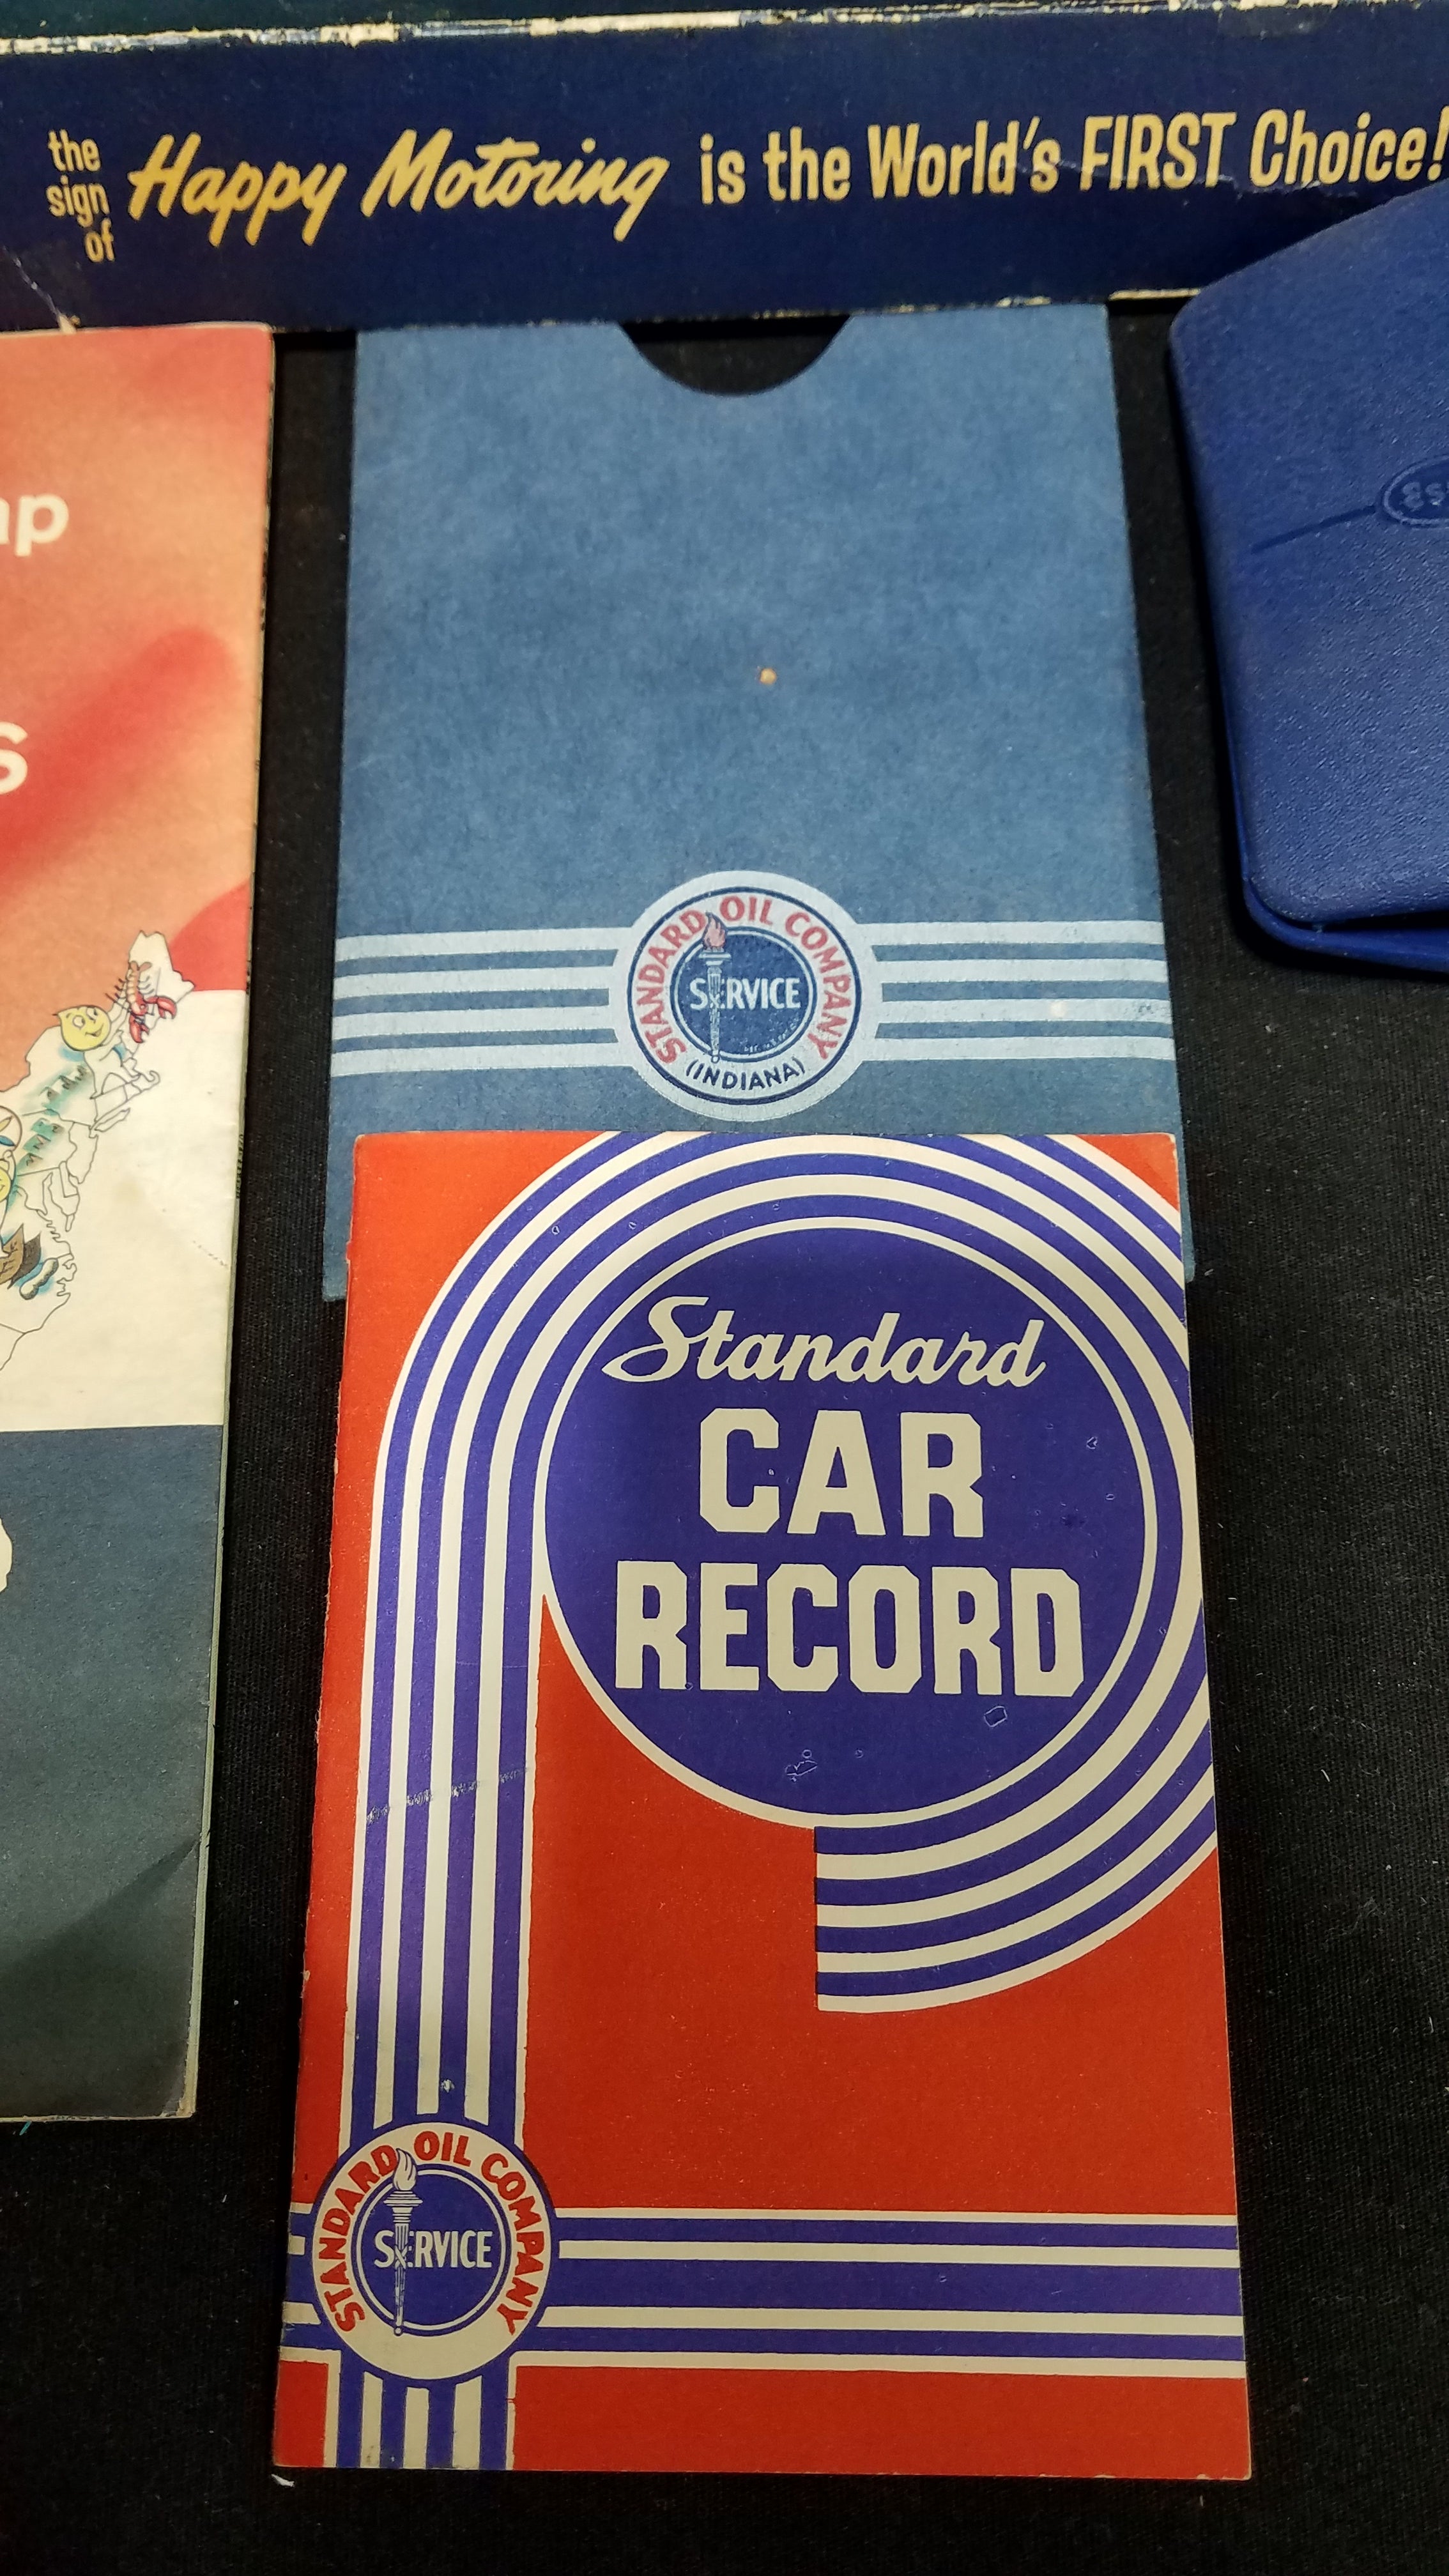 the
sign
of
Happy Motoring is the World's FIRST Choice!
ap
S
STANDARD OIL COMPANY
SERVICE
(INDIANA)
Standard
CAR
RECORD
STANDARD OIL COMPANY
SERVICE